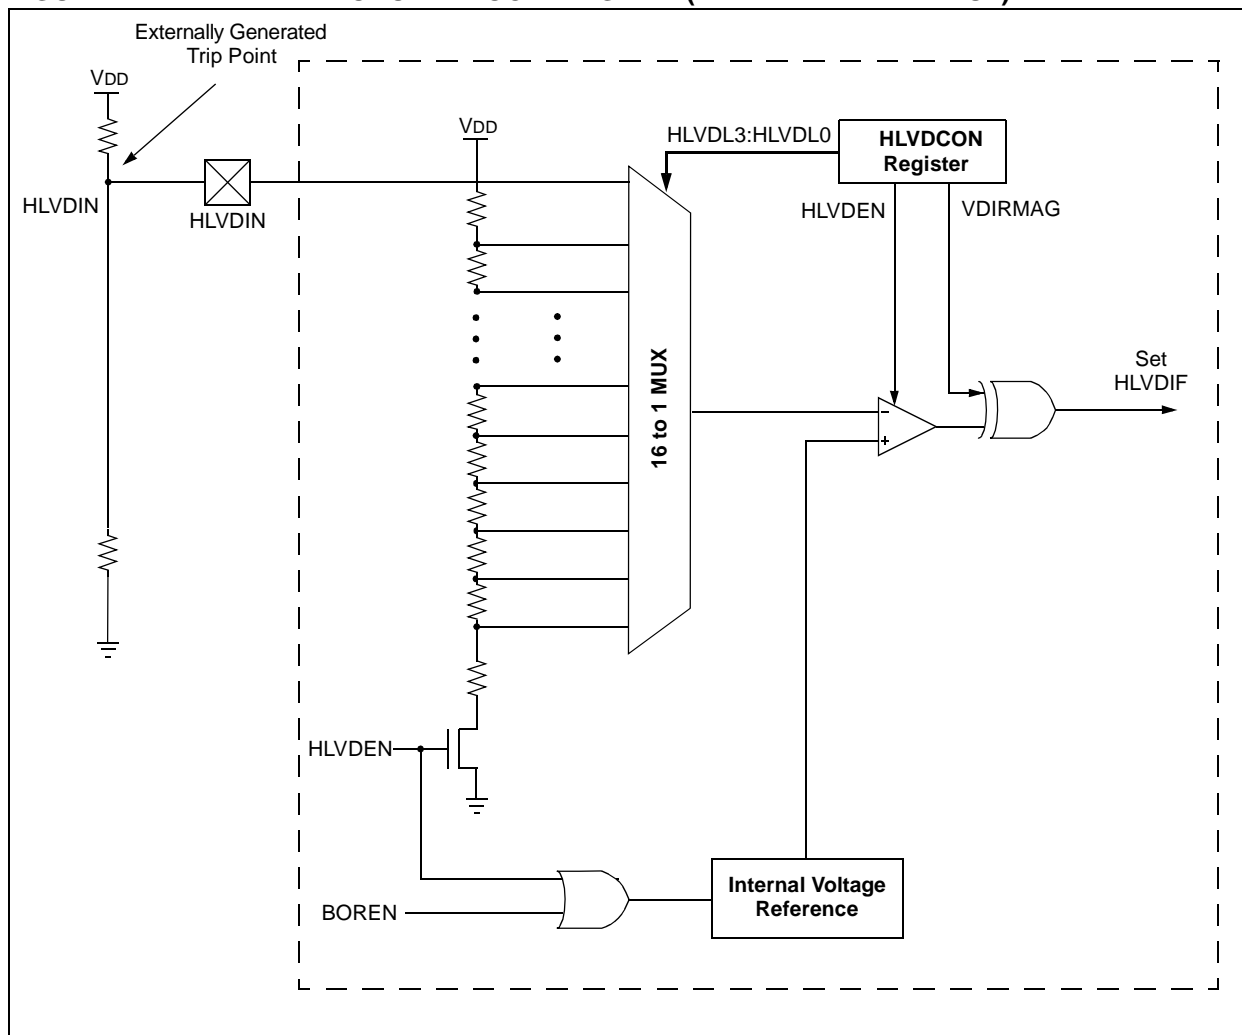 Externally Generated
Trip Point
VDD
VDD
HLVDL3:HLVDL0
HLVDCON
Register
HLVDIN
HLVDIN
HLVDEN
VDIRMAG
16 to 1 MUX
-
+
Set
HLVDIF
HLVDEN
BOREN
Internal Voltage
Reference